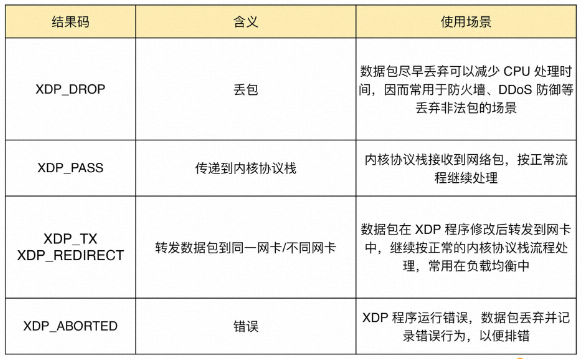 结果码 含义 使用场景
XDP_DROP 丢包 数据包尽早丢弃可以减少 CPU 处理时
间，因而常用于防火墙、DDoS 防御等
丢弃非法包的场景
XDP_PASS 传递到内核协议栈 内核协议栈接收到网络包，按正常流
程继续处理
XDP_TX
XDP_REDIRECT 转发数据包到同一网卡/不同网卡 数据包在 XDP 程序修改后转发到网卡
中，继续按正常的内核协议栈流程处
理，常用在负载均衡中
XDP_ABORTED 错误 XDP 程序运行错误，数据包丢弃并记
录错误行为，以便排错